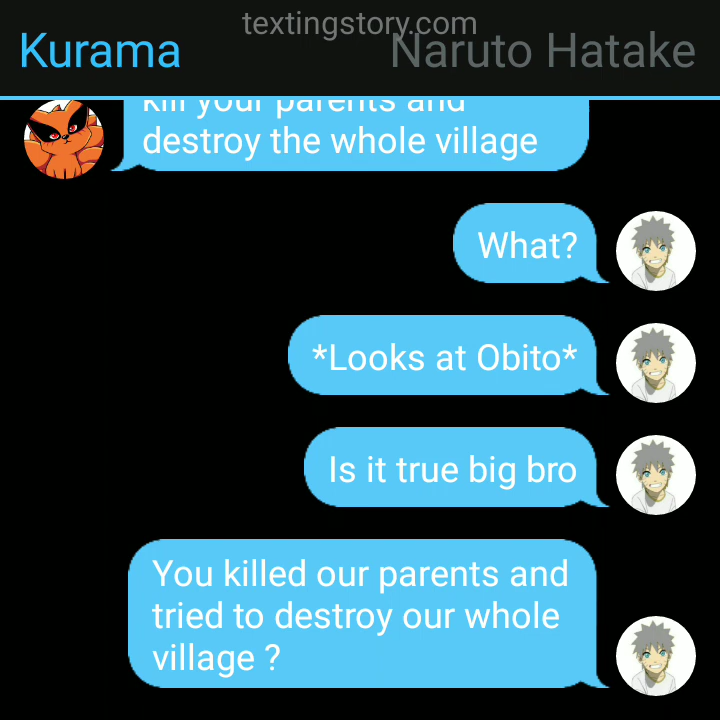 textingstory.com
Kurama
Naruto Hatake
kill your parents and
destroy the whole village
What?
*Looks at Obito*
Is it true big bro
You killed our parents and
tried to destroy our whole
village ?